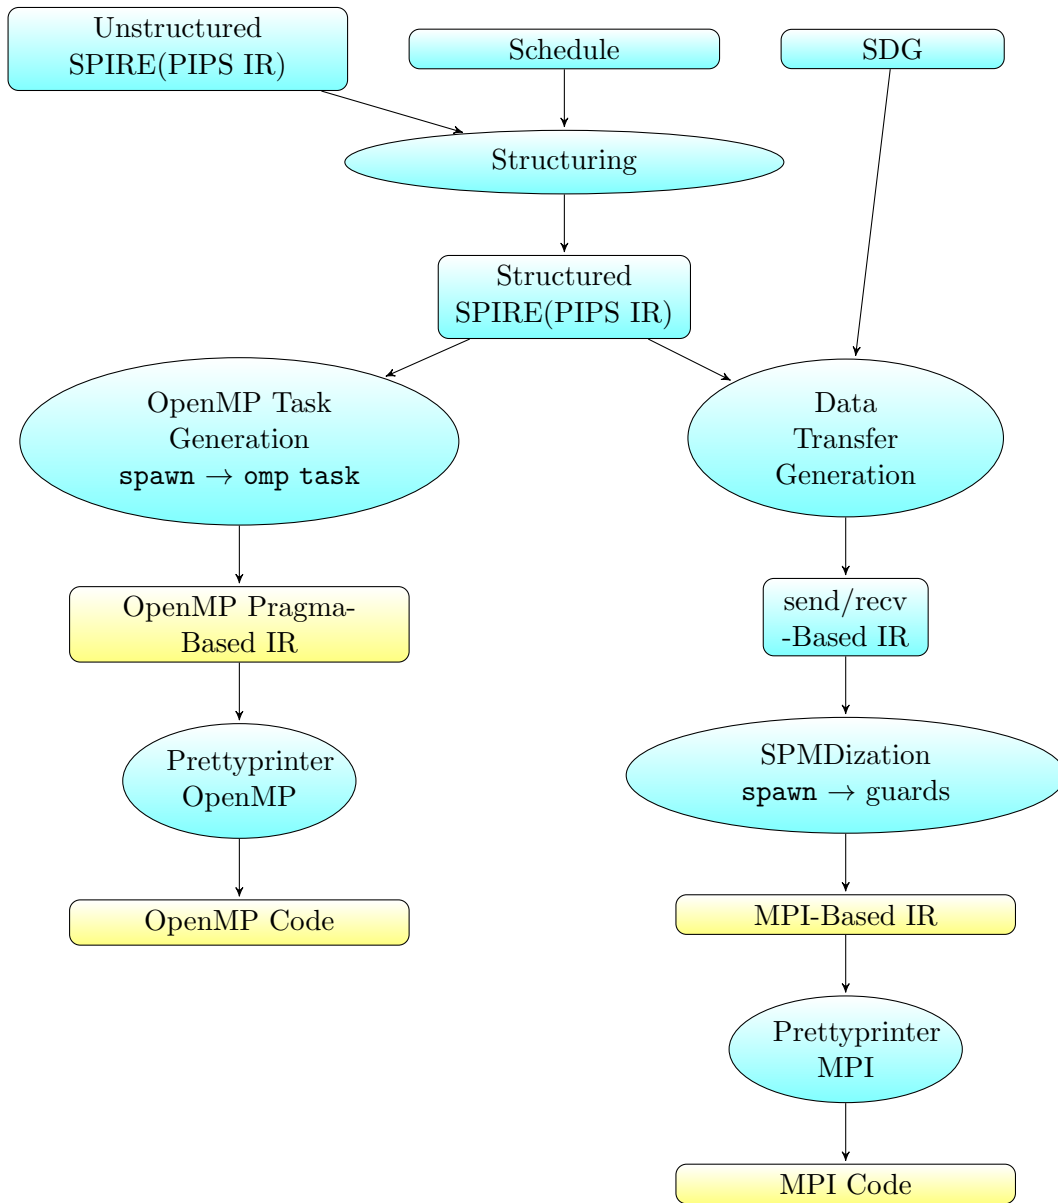 Unstructured
SPIRE(PIPS IR)
Schedule
SDG
Structuring
Structured
SPIRE(PIPS IR)
OpenMP Task
Generation
spawn → omp task
Data
Transfer
Generation
OpenMP Pragma-
Based IR
send/recv
-Based IR
Prettyprinter
OpenMP
SPMDization
spawn → guards
OpenMP Code
MPI-Based IR
Prettyprinter
MPI
MPI Code